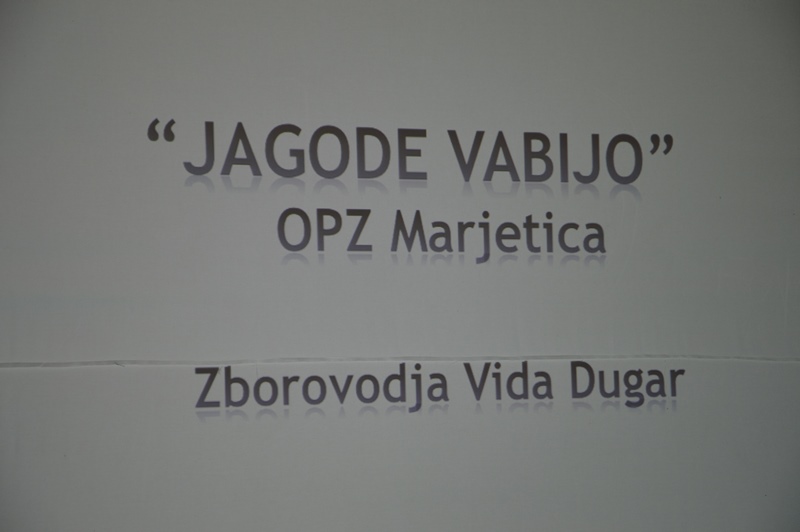 “JAGODE VABIJO”
OPZ Marjetica
Zborovodja Vida Dugar